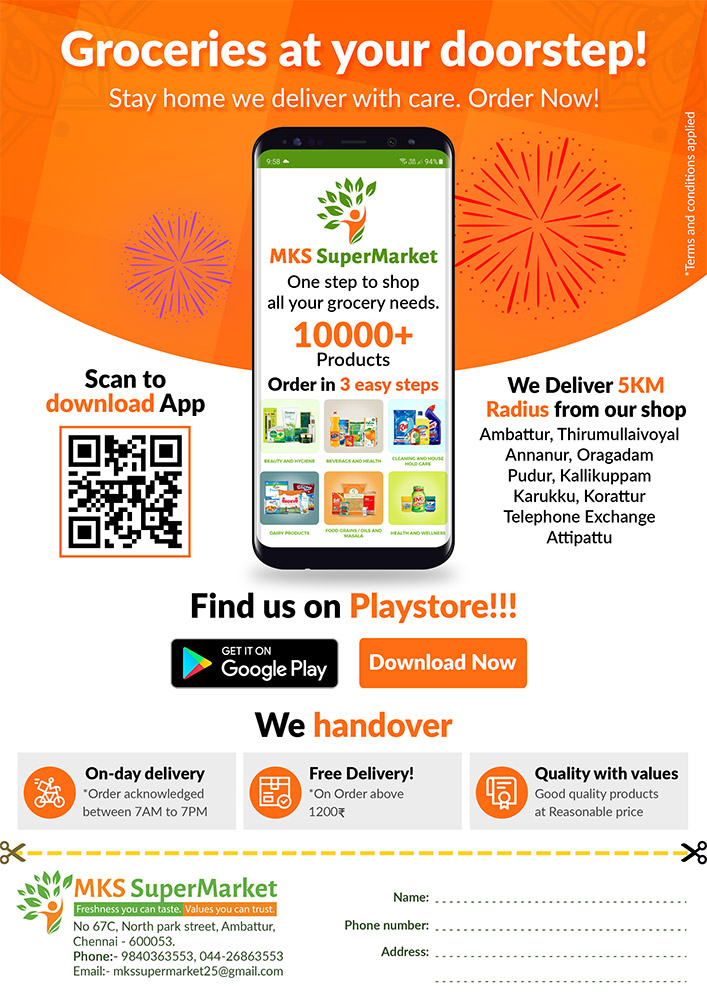 Groceries at your doorstep!
Stay home we deliver with care. Order Now!
*Terms and conditions applied
9:58
94%
MKS SuperMarket
One step to shop
all your grocery needs.
10000+
Products
Order in 3 easy steps
BEAUTY AND HYGIENE
BEVERAGS AND HEALTH
CLEANING AND HOUSE
HOLD CARE
DAIRY PRODUCTS
FOOD GRAINS / OILS AND
MASALA
HEALTH AND WELLNESS
Scan to
download App
We Deliver 5KM
Radius from our shop
Ambattur, Thirumullaivoyal
Annanur, Oragadam
Pudur, Kallikuppam
Karukku, Korattur
Telephone Exchange
Attipattu
Find us on Playstore!!!
GET IT ON
Google Play
Download Now
We handover
On-day delivery
*Order acknowledged
between 7AM to 7PM
Free Delivery!
*On Order above
1200₹
Quality with values
Good quality products
at Reasonable price
MKS SuperMarket
Freshness you can taste. Values you can trust.
No 67C, North park street, Ambattur,
Chennai - 600053.
Phone:- 9840363553, 044-26863553
Email:- mkssupermarket25@gmail.com
Name:
Phone number:
Address: